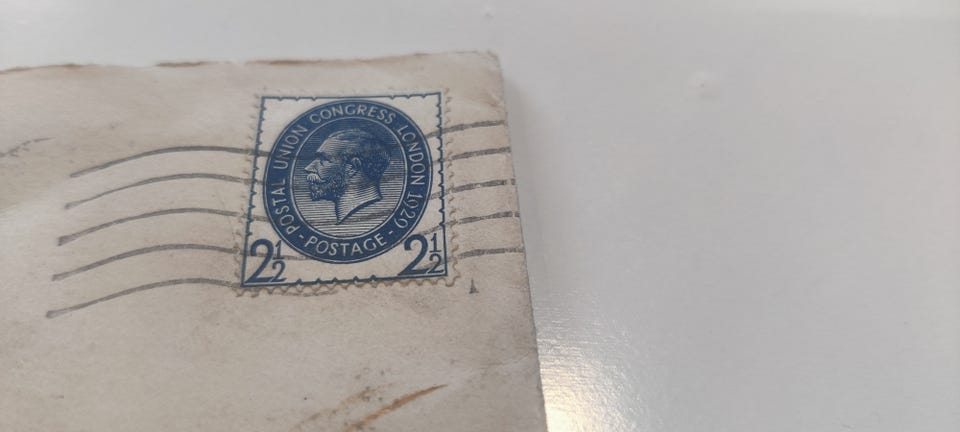 POSTAL UNION CONGRESS LONDON 1929
- POSTAGE -
2½ 2½